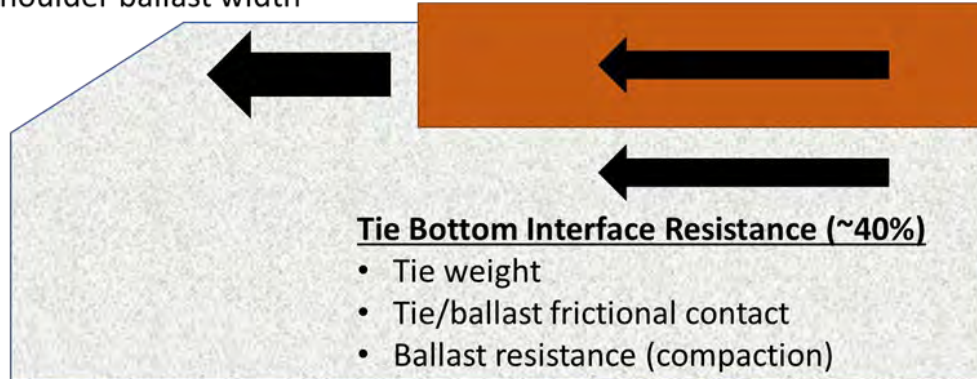 houlder ballast width
Tie Bottom Interface Resistance (~40%)
• Tie weight
• Tie/ballast frictional contact
• Ballast resistance (compaction)